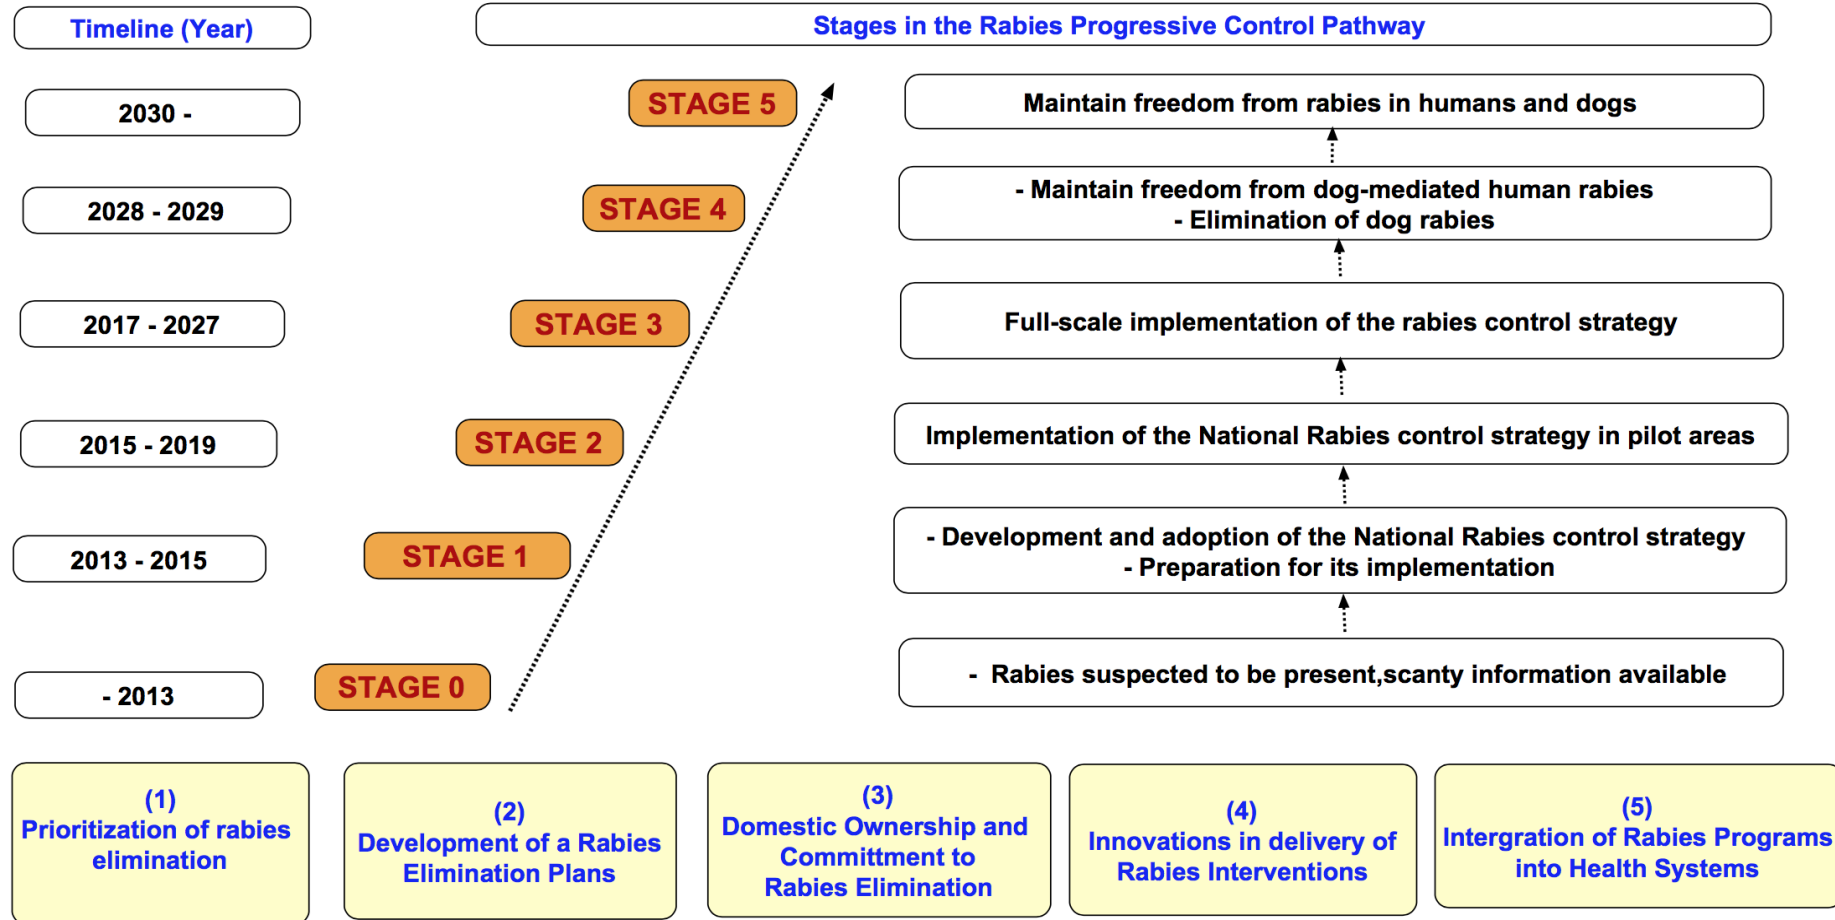 Timeline (Year)
Stages in the Rabies Progressive Control Pathway
2030 -
STAGE 5
Maintain freedom from rabies in humans and dogs
2028 - 2029
STAGE 4
- Maintain freedom from dog-mediated human rabies
- Elimination of dog rabies
2017 - 2027
STAGE 3
Full-scale implementation of the rabies control strategy
2015 - 2019
STAGE 2
Implementation of the National Rabies control strategy in pilot areas
2013 - 2015
STAGE 1
- Development and adoption of the National Rabies control strategy
- Preparation for its implementation
- 2013
STAGE 0
- Rabies suspected to be present,scanty information available
(1)
Prioritization of rabies
elimination
(2)
Development of a Rabies
Elimination Plans
(3)
Domestic Ownership and
Committment to
Rabies Elimination
(4)
Innovations in delivery of
Rabies Interventions
(5)
Intergration of Rabies Programs
into Health Systems